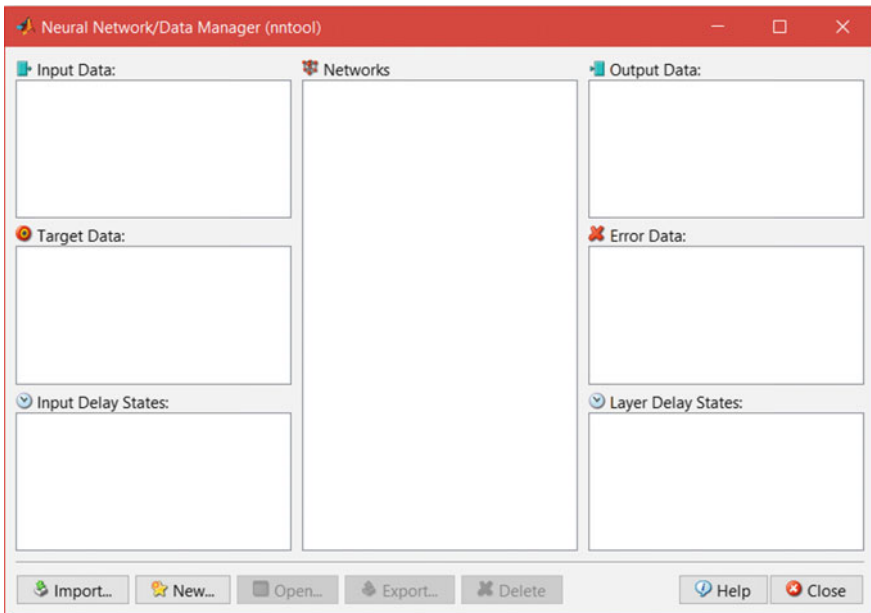 Neural Network/Data Manager (nntool)
Input Data:
Networks
Output Data:
Target Data:
Error Data:
Input Delay States:
Layer Delay States:
Import...
New...
Open...
Export...
Delete
Help
Close